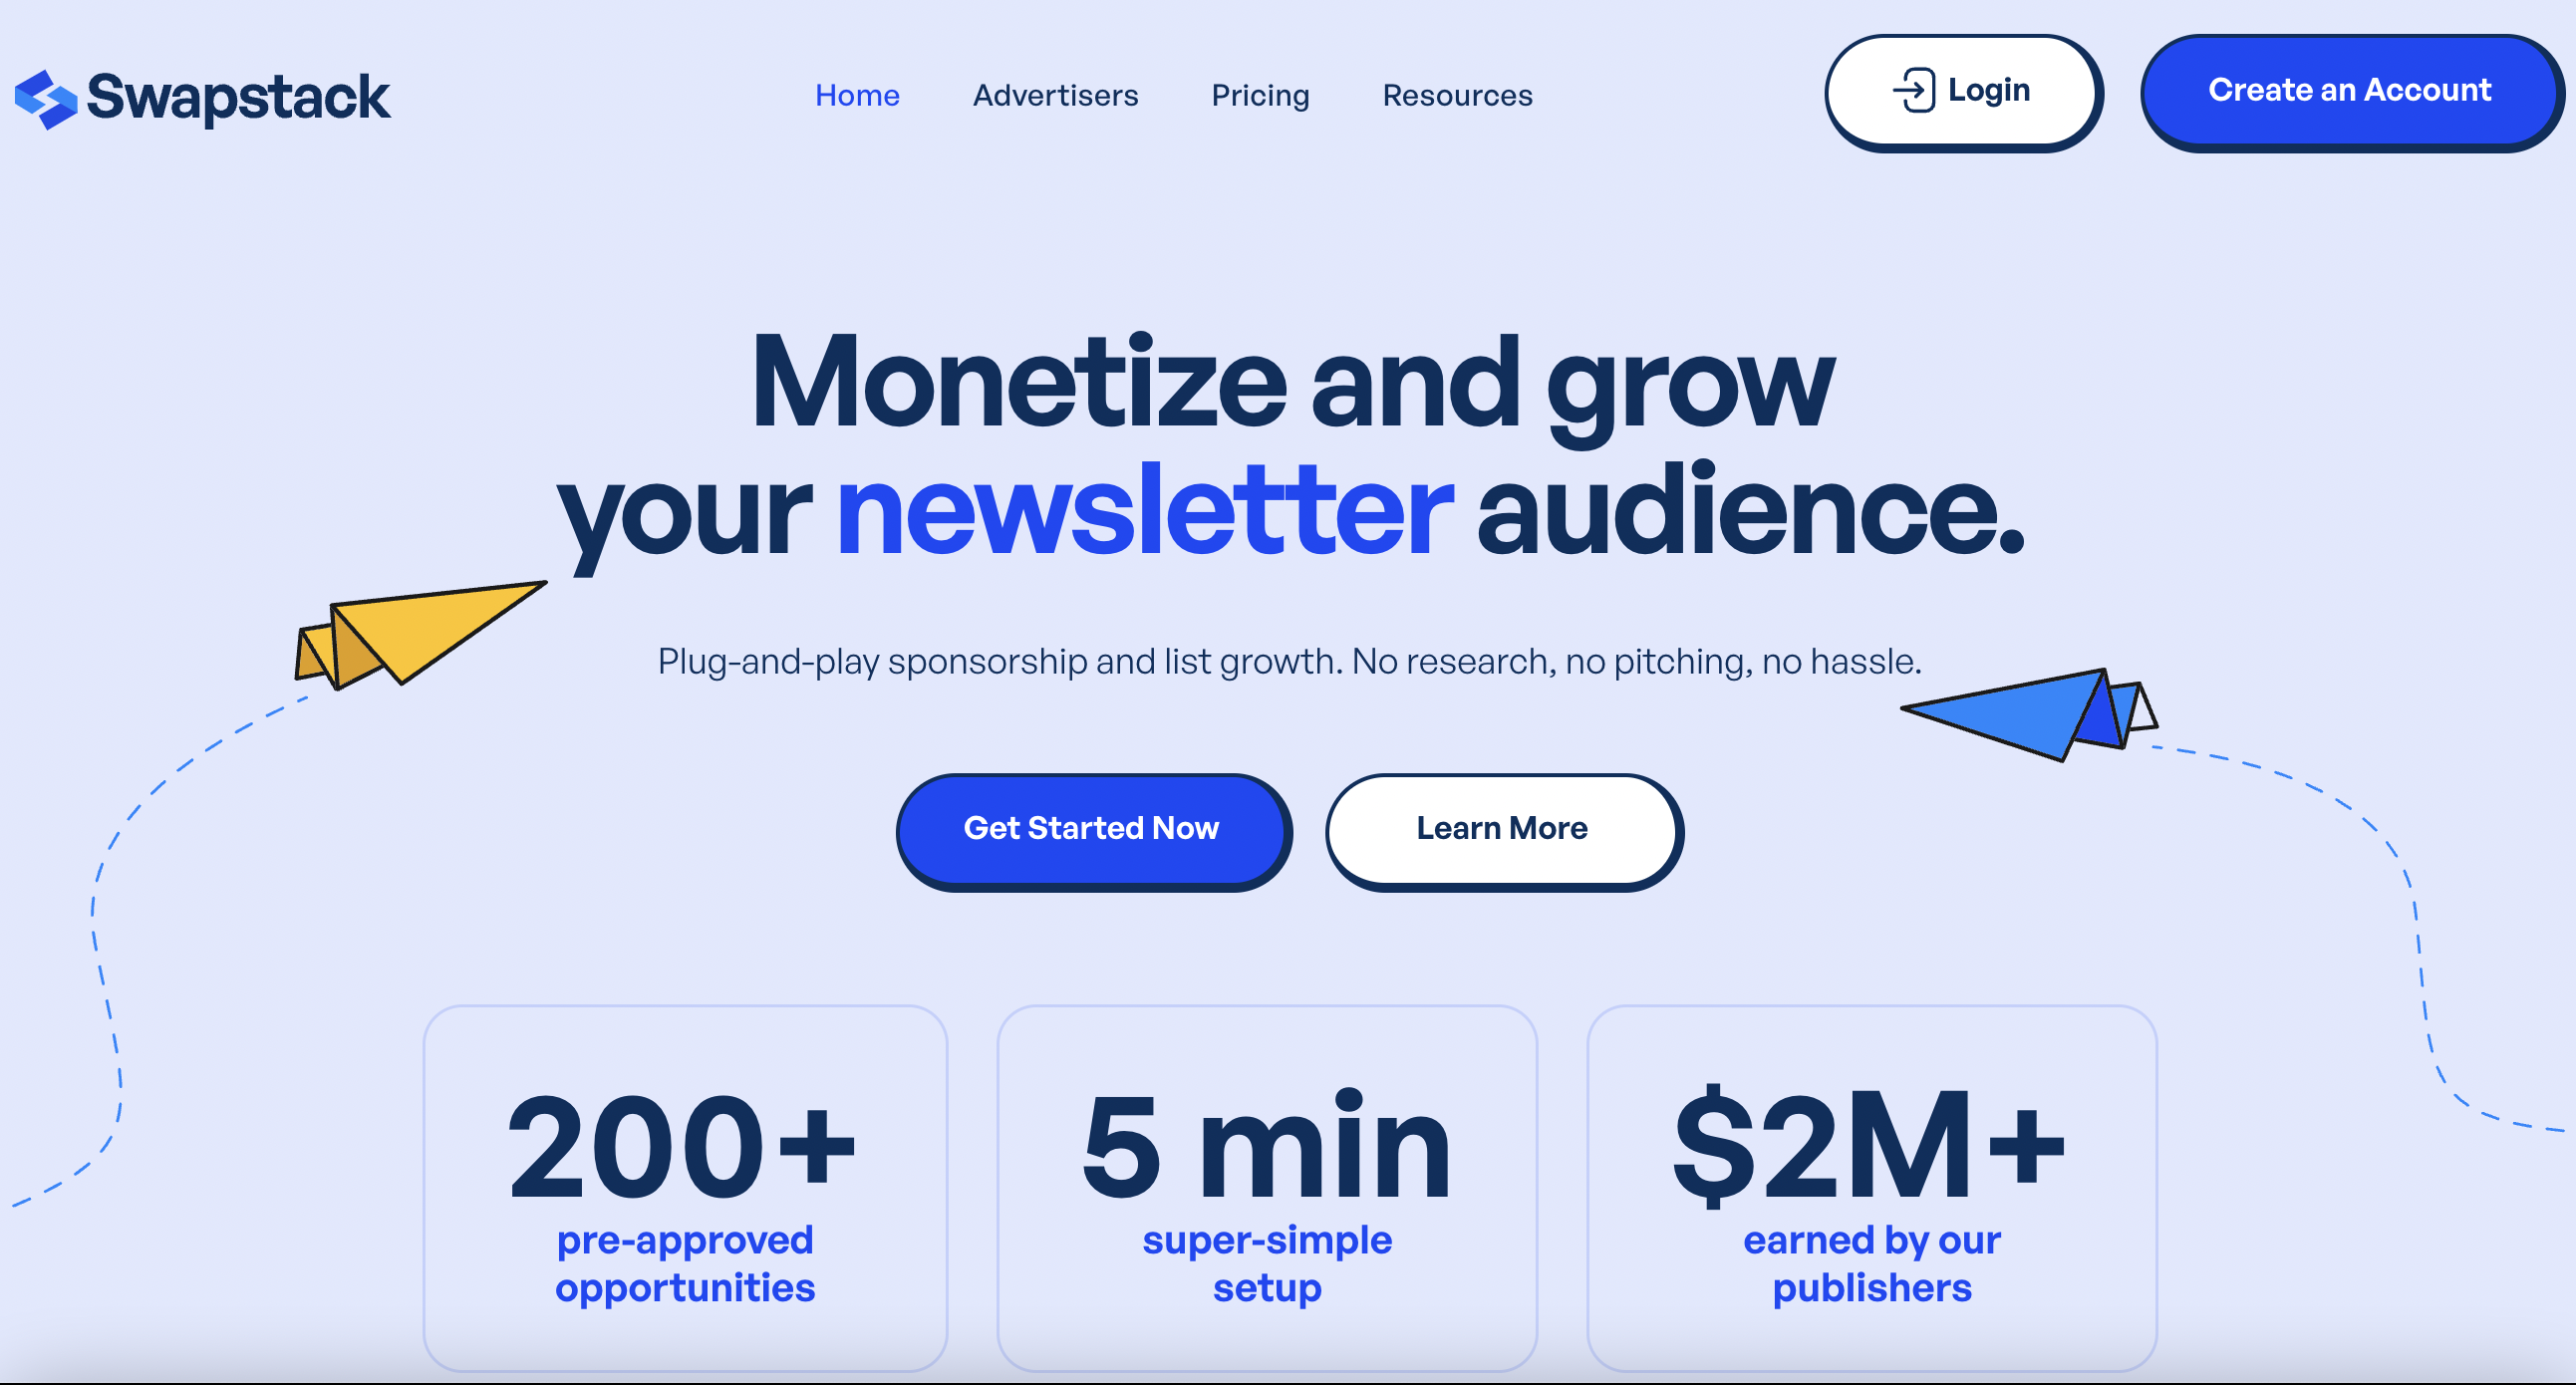 Swapstack
Home
Advertisers
Pricing
Resources
Login
Create an Account
Monetize and grow
your newsletter audience.
Plug-and-play sponsorship and list growth. No research, no pitching, no hassle.
Get Started Now
Learn More
200+
pre-approved
opportunities
5 min
super-simple
setup
$2M+
earned by our
publishers